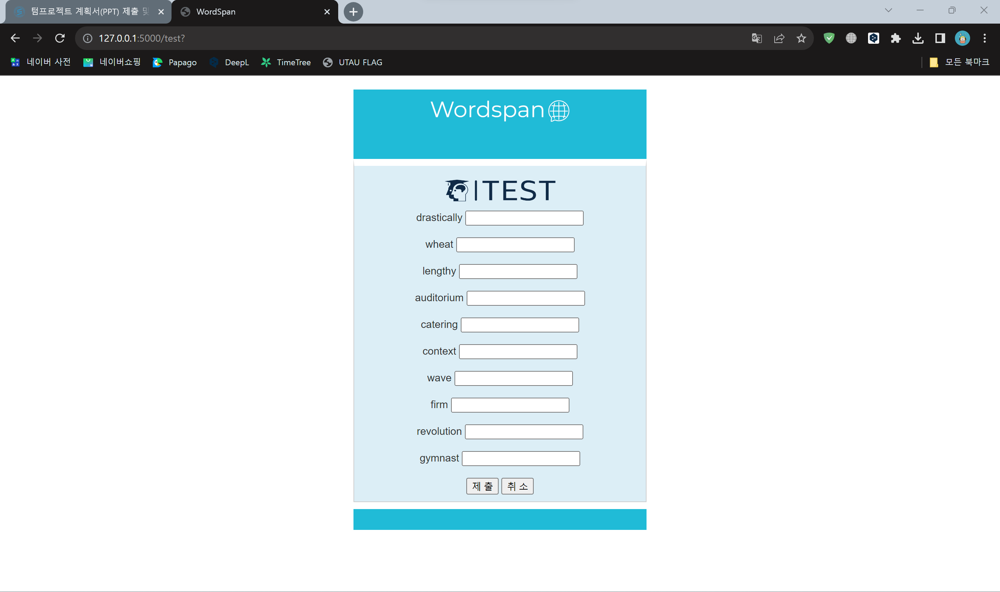 텀프로젝트 계획서(PPT) 제출 및
WordSpan
127.0.0.1:5000/test?
네이버 사전
네이버쇼핑
Papago
DeepL
TimeTree
UTAU FLAG
모든 북마크
Wordspan
TEST
drastically
wheat
lengthy
auditorium
catering
context
wave
firm
revolution
gymnast
제 출 취 소